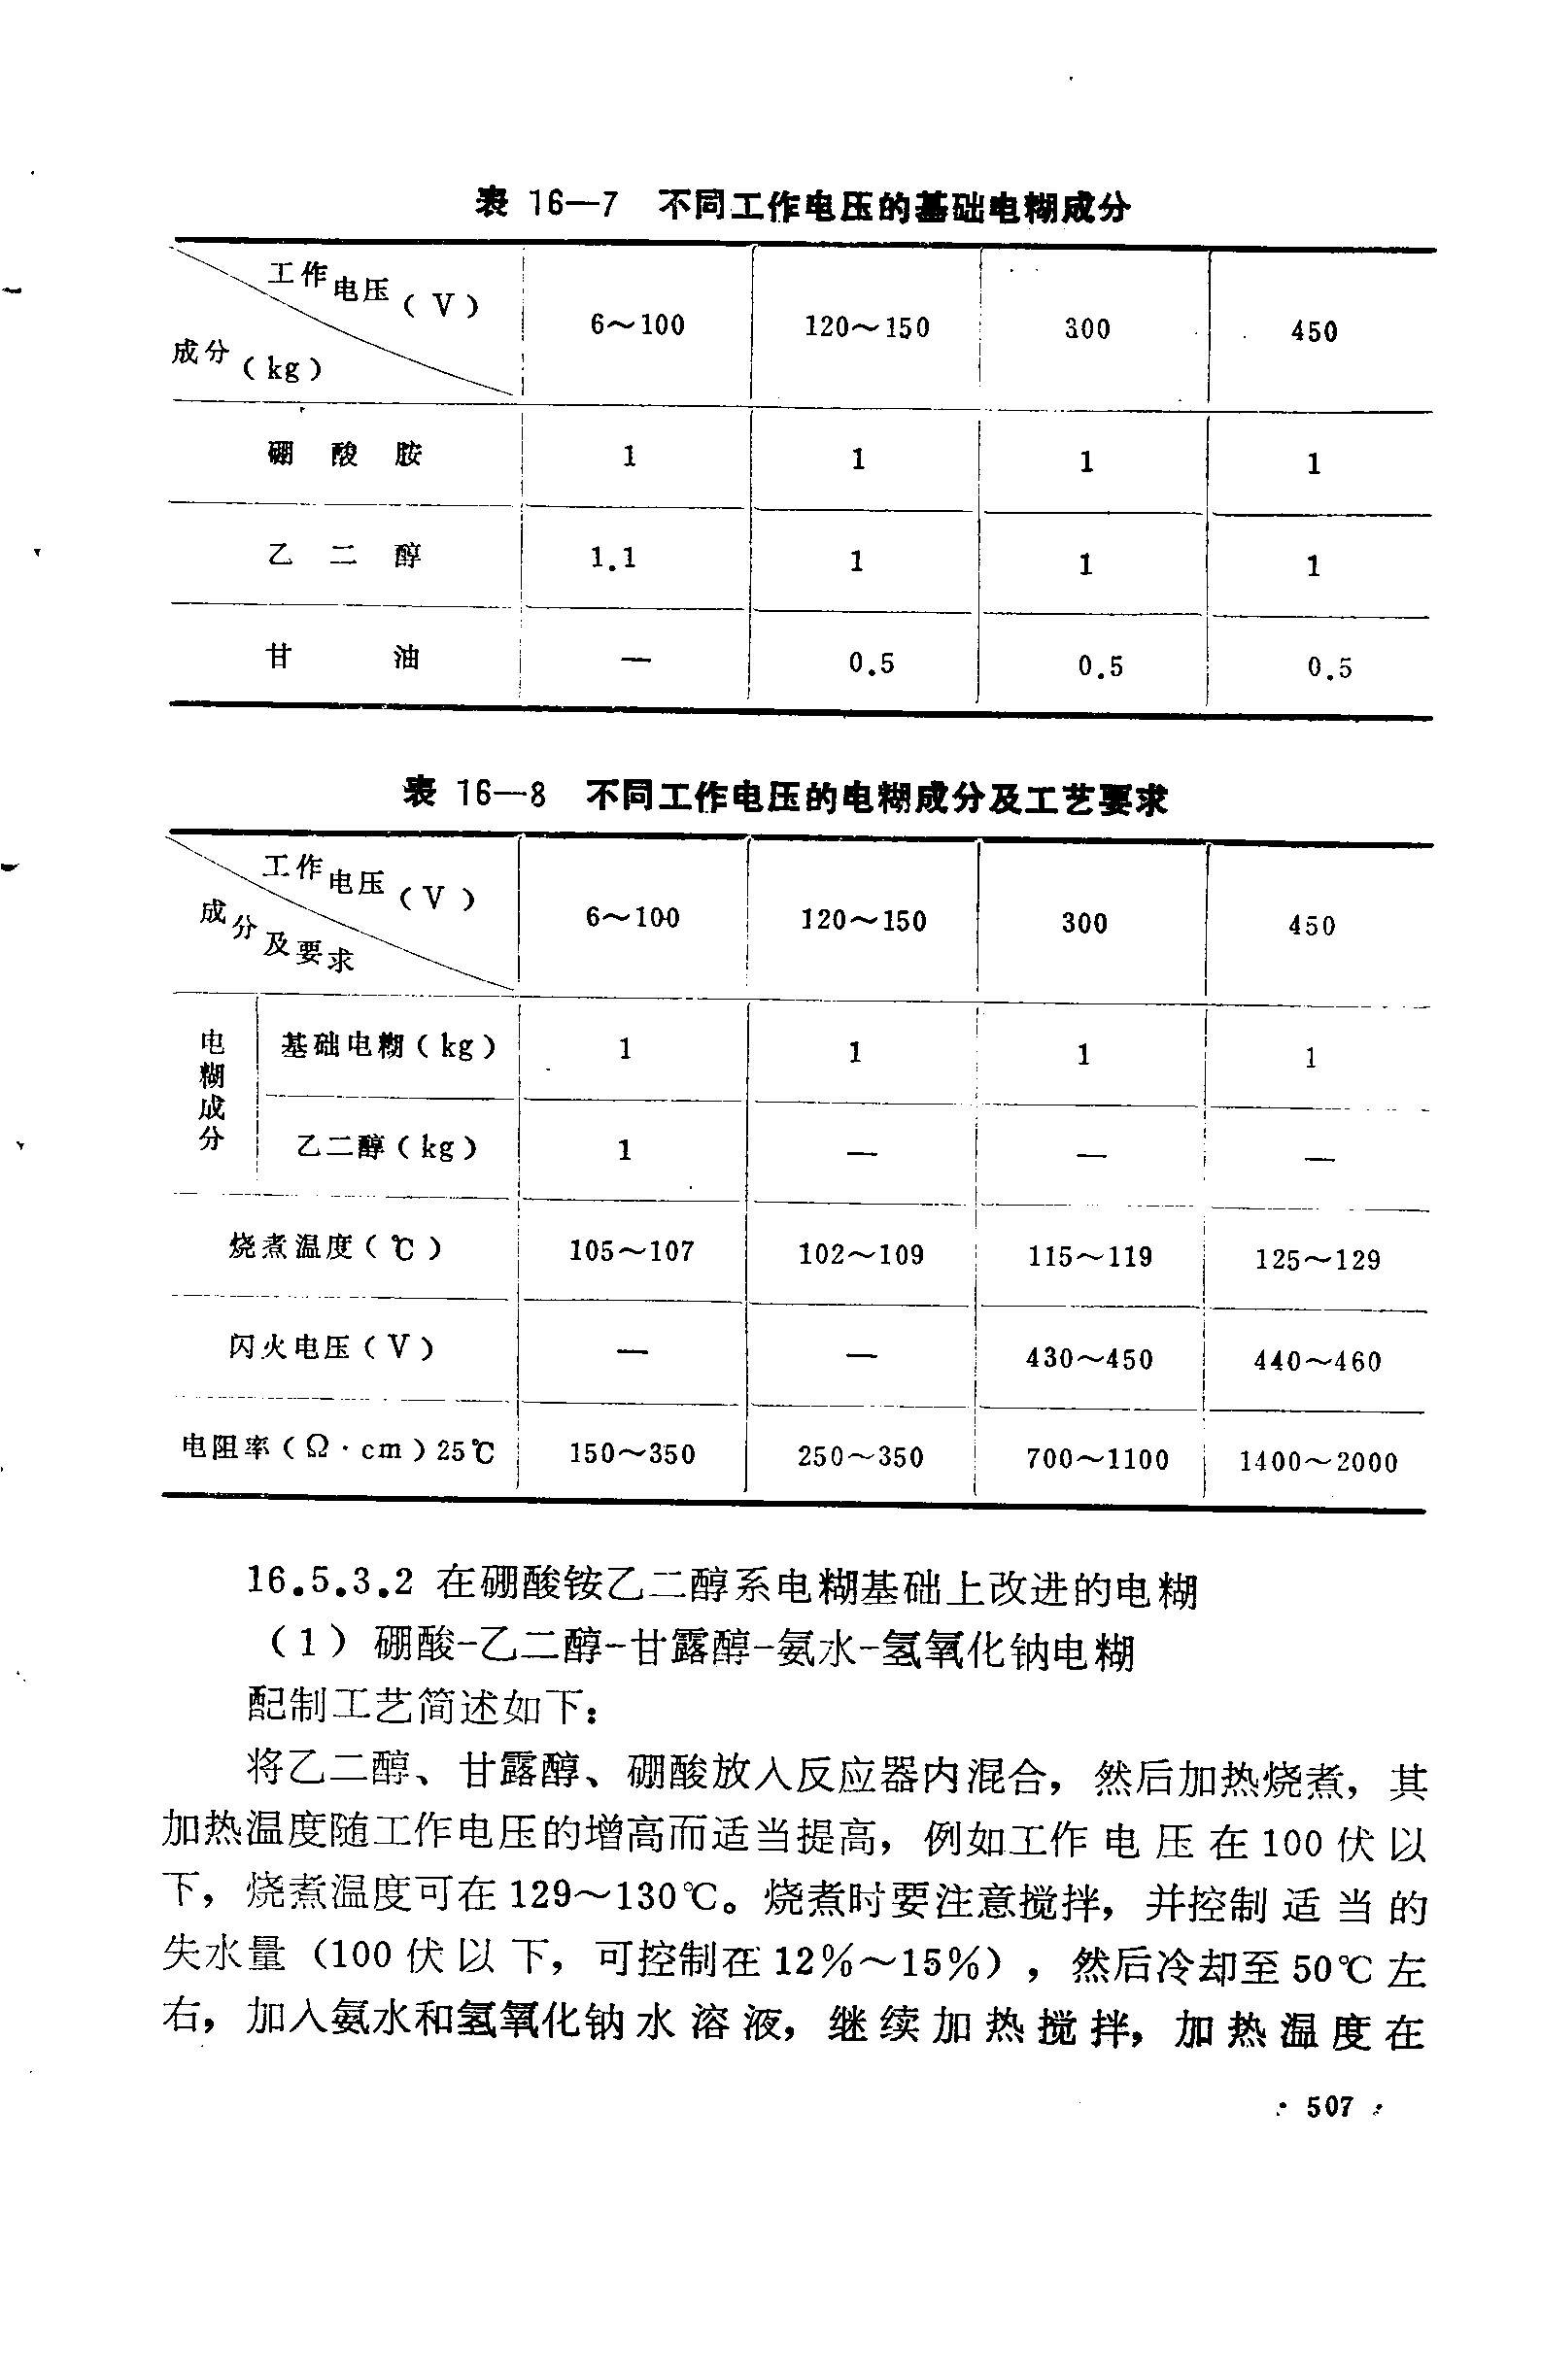 表 16—7 不同工作电压的基础电糊成分
工作电压(V)
成分(kg)
6～100 120～150 300 450
硼酸胺 1 1 1 1
乙二醇 1.1 1 1 1
甘油 — 0.5 0.5 0.5
表 16—8 不同工作电压的电糊成分及工艺要求
工作电压(V)
成分及要求
6～100 120～150 300 450
电糊成分
基础电糊(kg) 1 1 1 1
乙二醇(kg) 1 — — —
烧煮温度(℃) 105～107 102～109 115～119 125～129
闪火电压(V) — — 430～450 440～460
电阻率(Ω·cm)25℃ 150～350 250～350 700～1100 1400～2000
16.5.3.2 在硼酸铵乙二醇系电糊基础上改进的电糊
(1) 硼酸-乙二醇-甘露醇-氨水-氢氧化钠电糊
配制工艺简述如下：
将乙二醇、甘露醇、硼酸放入反应器内混合，然后加热烧煮，其
加热温度随工作电压的增高而适当提高，例如工作电压在100伏以
下，烧煮温度可在129～130℃。烧煮时要注意搅拌，并控制适当的
失水量（100伏以下，可控制在12%～15%），然后冷却至50℃左
右，加入氨水和氢氧化钠水溶液，继续加热搅拌，加热温度在
· 507 ·